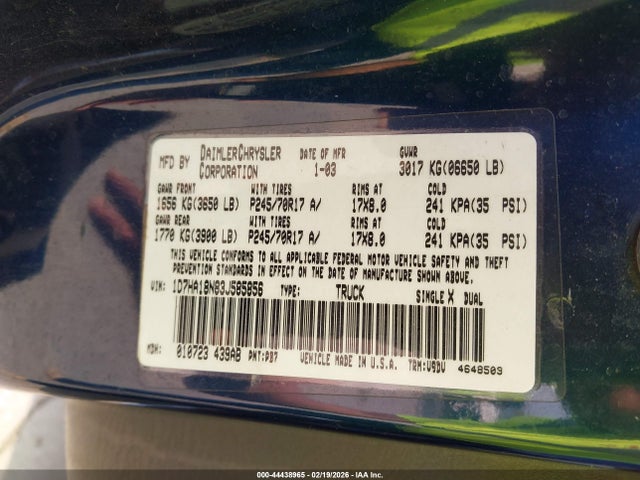 MFD BY DAIMLERCHRYSLER CORPORATION DATE OF MFR 1-03 GVWR 3017 KG(06650 LB)
GAWR FRONT WITH TIRES RIMS AT COLD
1656 KG(3650 LB) P245/70R17 A/ 17X8.0 241 KPA(35 PSI)
GAWR REAR WITH TIRES RIMS AT COLD
1770 KG(3900 LB) P245/70R17 A/ 17X8.0 241 KPA(35 PSI)
THIS VEHICLE CONFORMS TO ALL APPLICABLE FEDERAL MOTOR VEHICLE SAFETY AND THEFT
PREVENTION STANDARDS IN EFFECT ON THE DATE OF MANUFACTURE SHOWN ABOVE.
VIN: 1D7HA18N83J585856 TYPE: TRUCK SINGLE X DUAL
MDH: 010723 439AB PNT:PB7 VEHICLE MADE IN U.S.A. TRM:V9DV 4648503
000-44438965 - 02/19/2026 - IAA Inc.